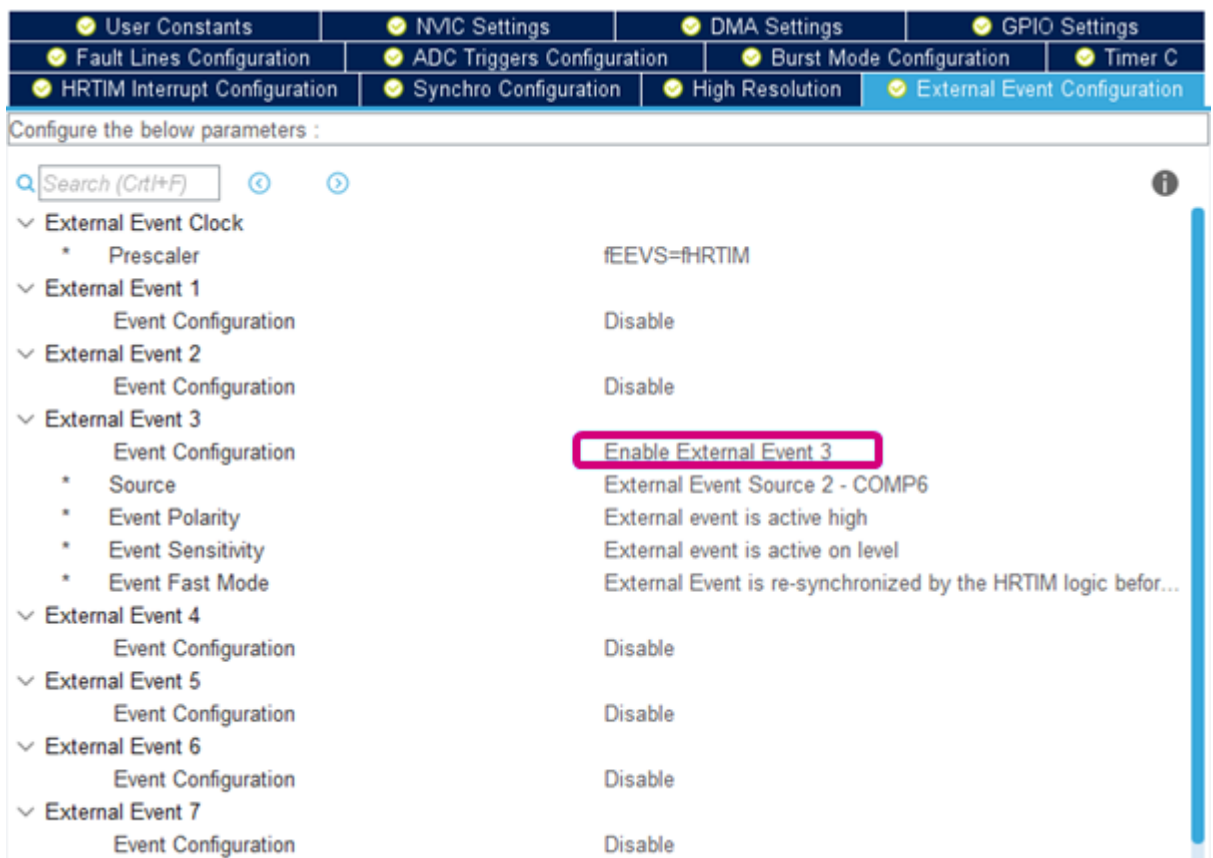 User Constants NVIC Settings DMA Settings GPIO Settings
Fault Lines Configuration ADC Triggers Configuration Burst Mode Configuration Timer C
HRTIM Interrupt Configuration Synchro Configuration High Resolution External Event Configuration
Configure the below parameters :
Search (Crtl+F)
External Event Clock
* Prescaler fEEVS=fHRTIM
External Event 1
Event Configuration Disable
External Event 2
Event Configuration Disable
External Event 3
Event Configuration Enable External Event 3
* Source External Event Source 2 - COMP6
* Event Polarity External event is active high
* Event Sensitivity External event is active on level
* Event Fast Mode External Event is re-synchronized by the HRTIM logic befor...
External Event 4
Event Configuration Disable
External Event 5
Event Configuration Disable
External Event 6
Event Configuration Disable
External Event 7
Event Configuration Disable